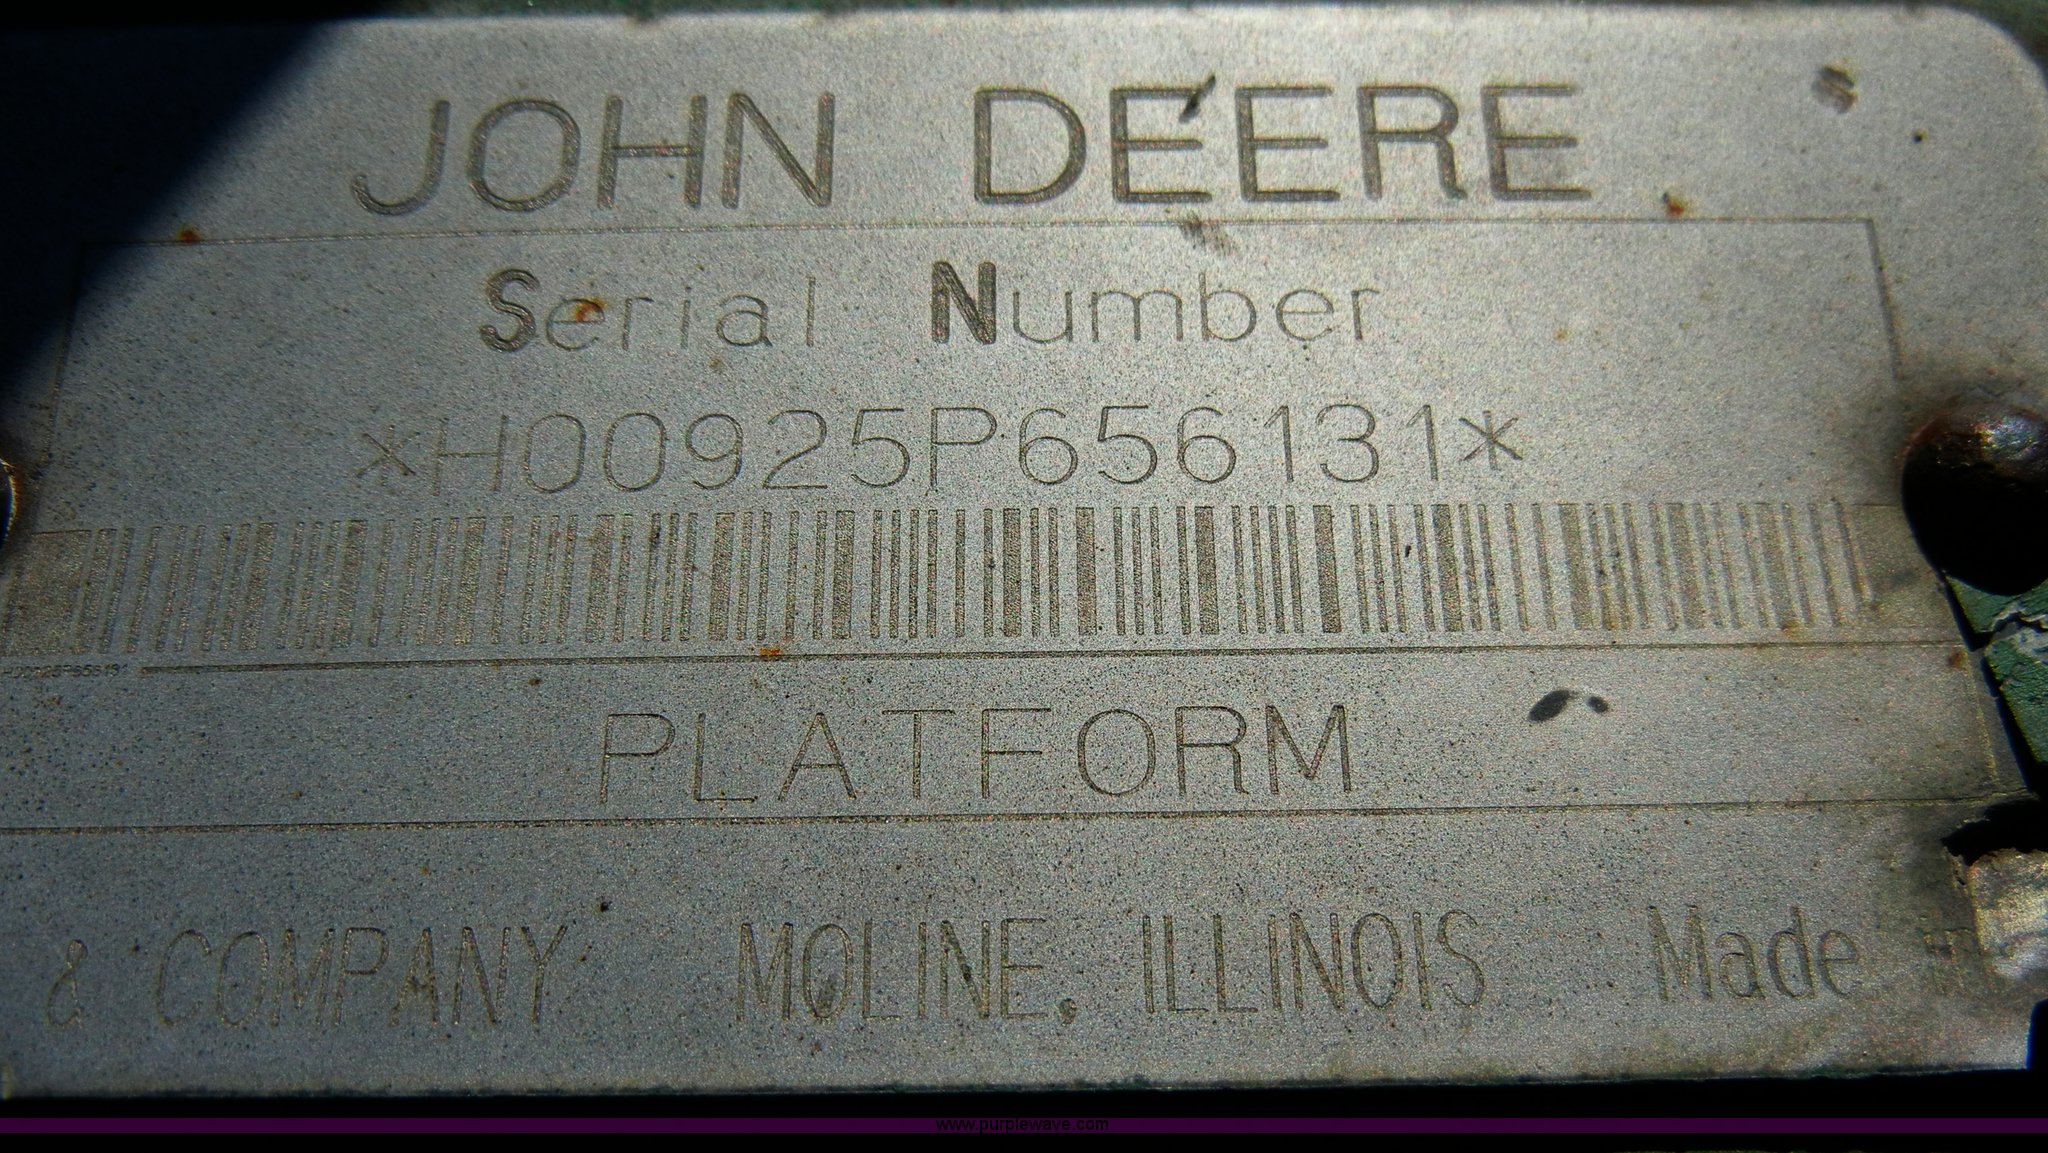 JOHN DEERE
Serial Number
*H00925P656131*
PLATFORM
& COMPANY MOLINE, ILLINOIS Made
www.purplewave.com